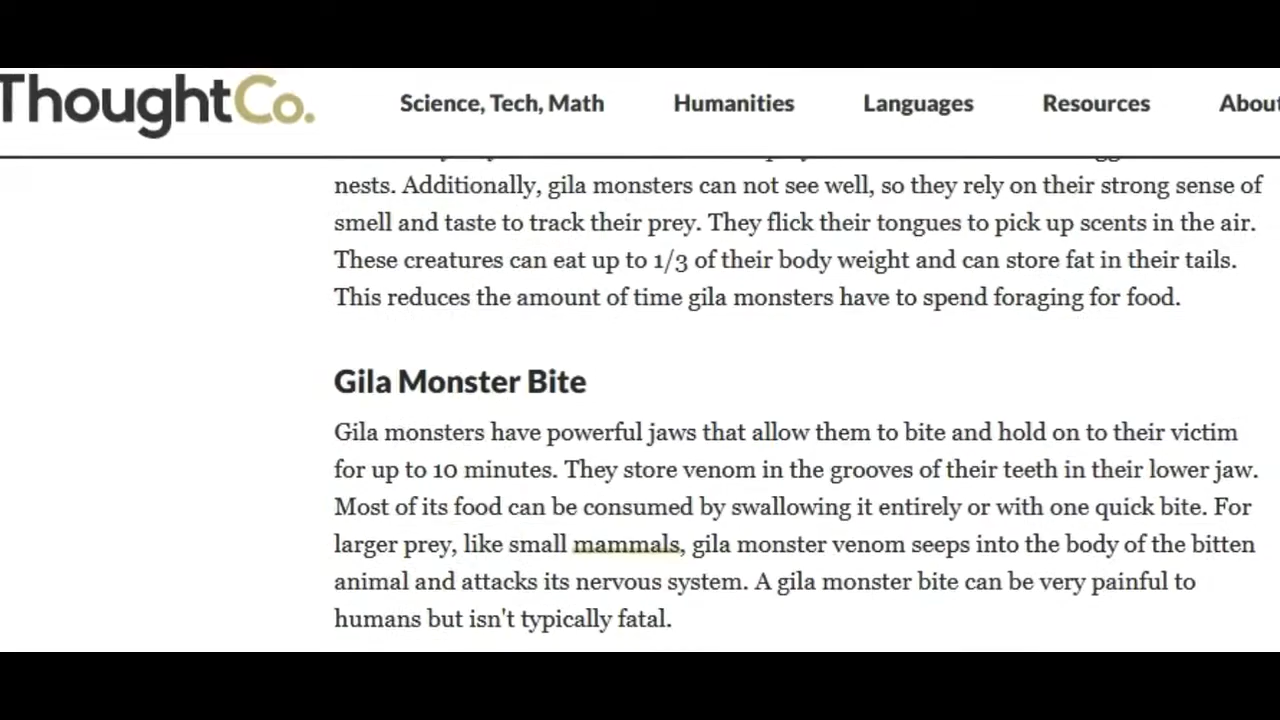 ThoughtCo.
Science, Tech, Math
Humanities
Languages
Resources
About
nests. Additionally, gila monsters can not see well, so they rely on their strong sense of
smell and taste to track their prey. They flick their tongues to pick up scents in the air.
These creatures can eat up to 1/3 of their body weight and can store fat in their tails.
This reduces the amount of time gila monsters have to spend foraging for food.
Gila Monster Bite
Gila monsters have powerful jaws that allow them to bite and hold on to their victim
for up to 10 minutes. They store venom in the grooves of their teeth in their lower jaw.
Most of its food can be consumed by swallowing it entirely or with one quick bite. For
larger prey, like small mammals, gila monster venom seeps into the body of the bitten
animal and attacks its nervous system. A gila monster bite can be very painful to
humans but isn't typically fatal.